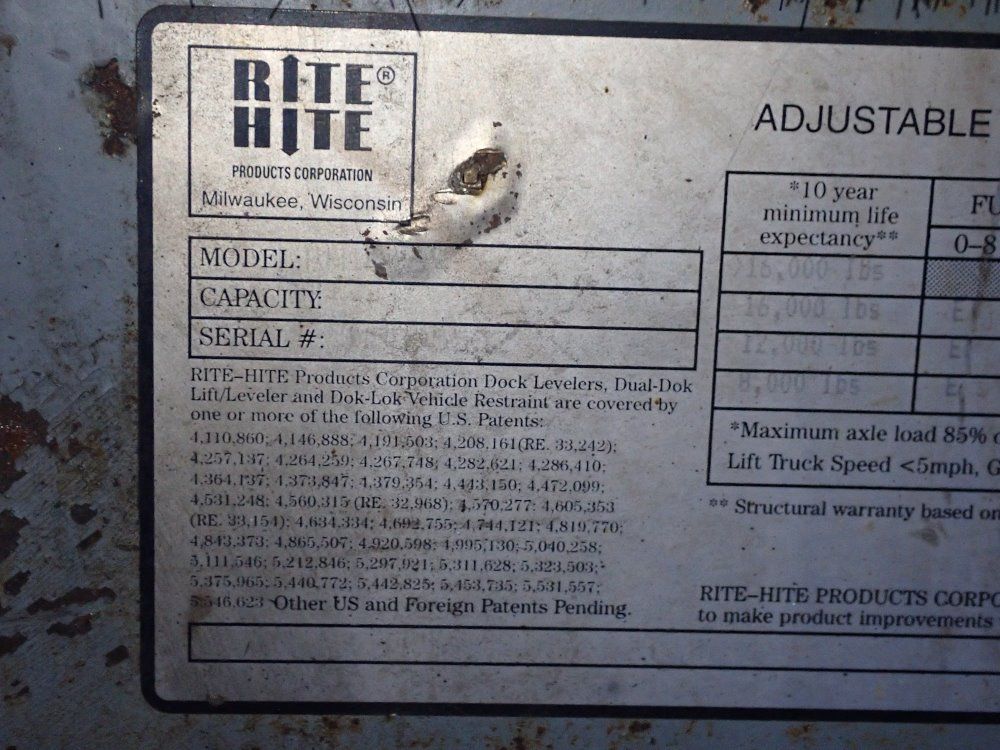 RITE®
HITE
PRODUCTS CORPORATION
Milwaukee, Wisconsin
MODEL:
CAPACITY:
SERIAL #:
RITE–HITE Products Corporation Dock Levelers, Dual-Dok
Lift/Leveler and Dok-Lok Vehicle Restraint are covered by
one or more of the following U.S. Patents:
4,110,860; 4,146,888; 4,191,503; 4,208,161(RE. 33,242);
4,257,137; 4,264,259; 4,267,748; 4,282,621; 4,286,410;
4,364,137; 4,373,847; 4,379,354; 4,443,150; 4,472,099;
4,531,248; 4,560,315 (RE. 32,968); 4,570,277; 4,605,353
(RE. 33,154); 4,634,334; 4,692,755; 4,744,121; 4,819,770;
4,843,373; 4,865,507; 4,920,598; 4,995,130; 5,040,258;
5,111,546; 5,212,846; 5,297,921; 5,311,628; 5,323,503;
5,375,965; 5,440,772; 5,442,825; 5,453,735; 5,531,557;
5,546,623 Other US and Foreign Patents Pending.
ADJUSTABLE
*10 year
minimum life
expectancy**
FU
0–8
16,000 lbs
16,000 lbs
E
12,000 lbs
E
8,000 lbs
E
*Maximum axle load 85%
Lift Truck Speed <5mph, G
** Structural warranty based on
RITE–HITE PRODUCTS CORPO
to make product improvements